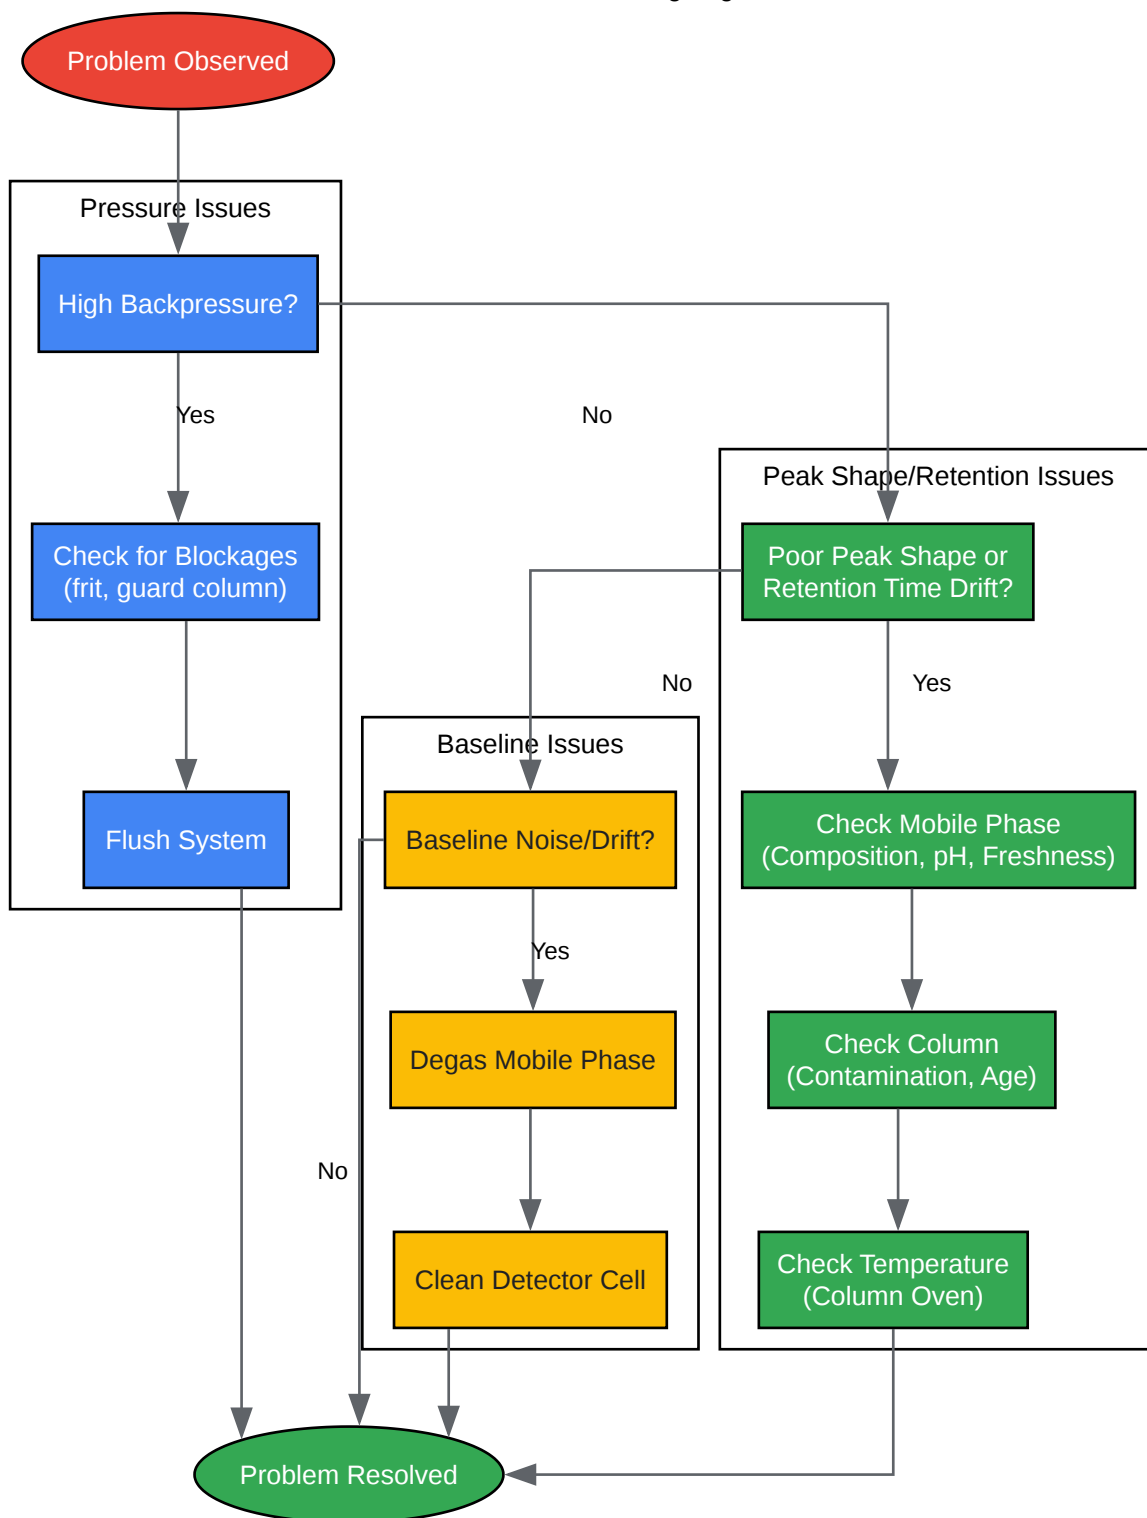 Problem Observed
Pressure Issues
High Backpressure?
Yes
No
Check for Blockages
(frit, guard column)
Flush System
Peak Shape/Retention Issues
Poor Peak Shape or
Retention Time Drift?
No
Yes
Baseline Issues
Baseline Noise/Drift?
Check Mobile Phase
(Composition, pH, Freshness)
Yes
Degas Mobile Phase
Check Column
(Contamination, Age)
No
Clean Detector Cell
Check Temperature
(Column Oven)
Problem Resolved